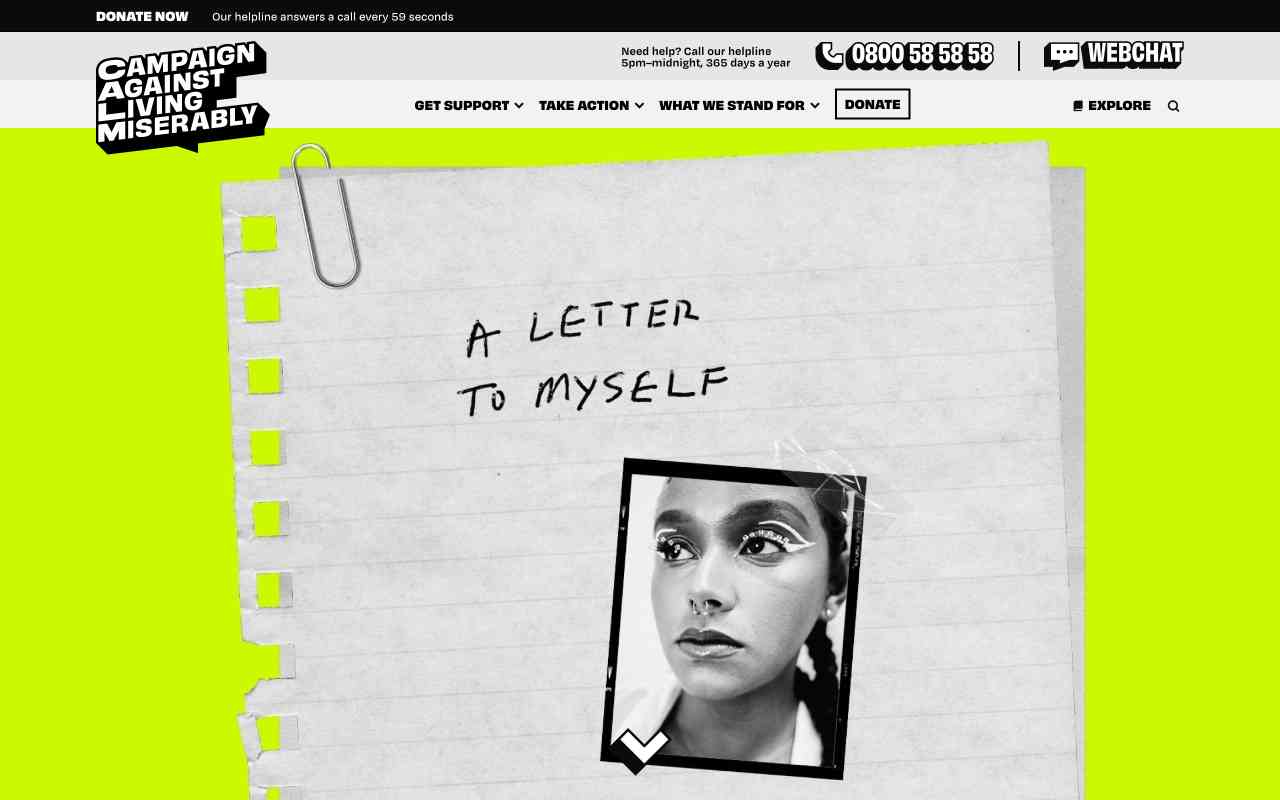 DONATE NOW Our helpline answers a call every 59 seconds
Need help? Call our helpline
5pm–midnight, 365 days a year
0800 58 58 58
WEBCHAT
CAMPAIGN
AGAINST
LIVING
MISERABLY
GET SUPPORT TAKE ACTION WHAT WE STAND FOR DONATE EXPLORE
A LETTER
TO MYSELF